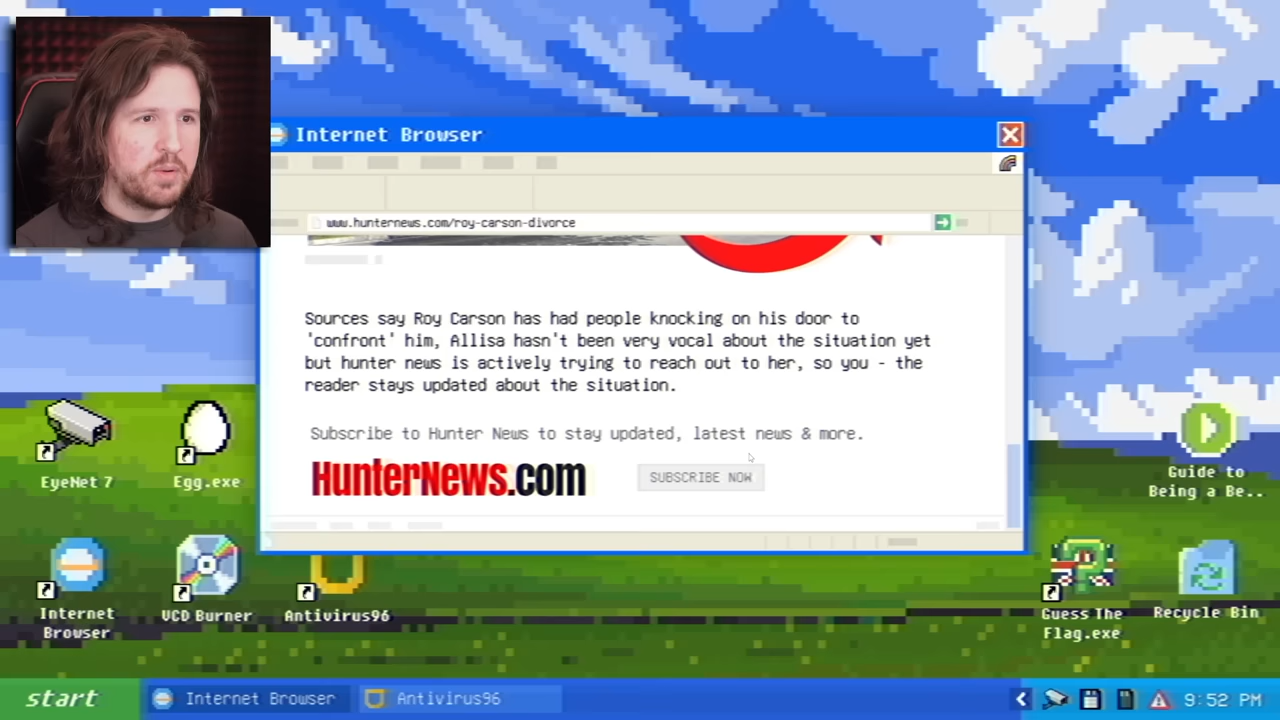 Internet Browser
www.hunternews.com/roy-carson-divorce
Sources say Roy Carson has had people knocking on his door to
'confront' him, Allisa hasn't been very vocal about the situation yet
but hunter news is actively trying to reach out to her, so you - the
reader stays updated about the situation.
Subscribe to Hunter News to stay updated, latest news & more.
HunterNews.com
SUBSCRIBE NOW
EyeNet 7
Egg.exe
Guide to
Being a Be..
Internet
Browser
VCD Burner
Antivirus96
Guess The
Flag.exe
Recycle Bin
start
Internet Browser
Antivirus96
9:52 PM